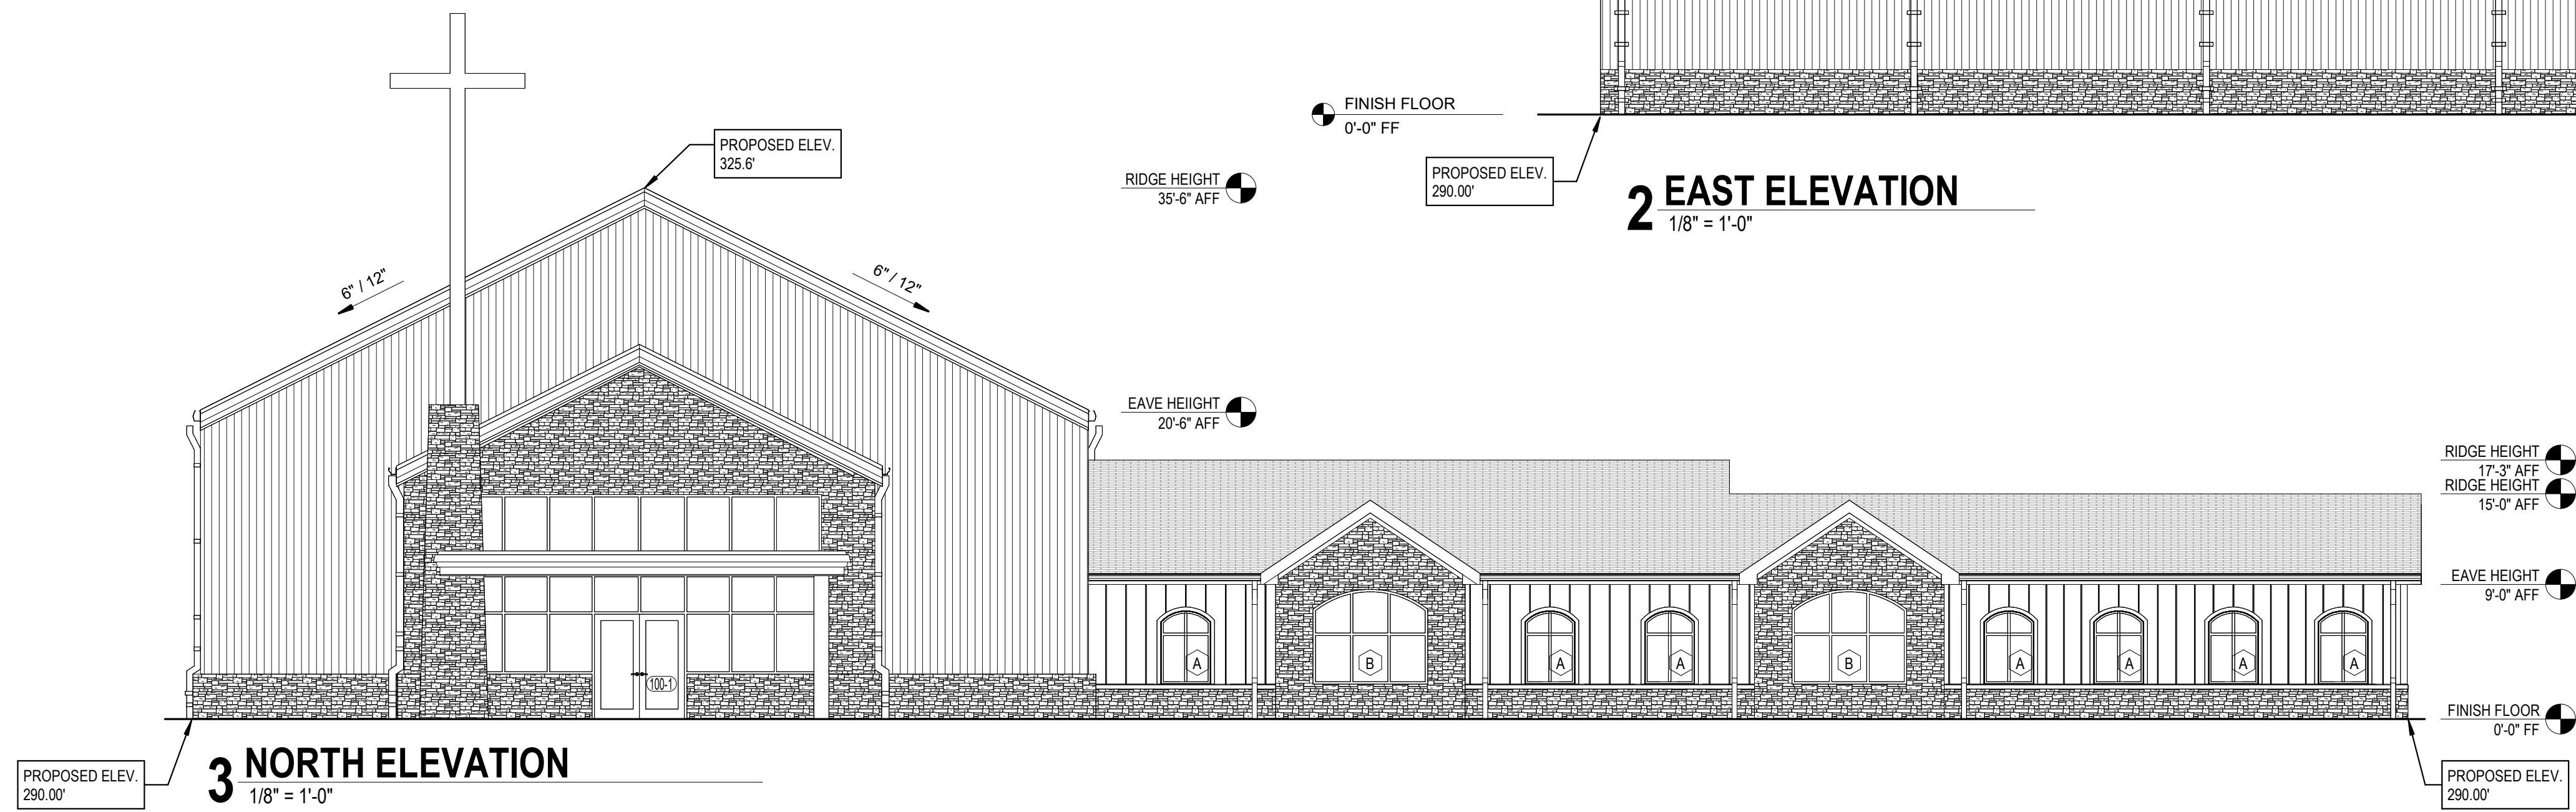 FINISH FLOOR
0'-0" FF
PROPOSED ELEV.
290.00'
2 EAST ELEVATION
1/8" = 1'-0"
PROPOSED ELEV.
325.6'
RIDGE HEIGHT
35'-6" AFF
6" / 12"
6" / 12"
EAVE HEIIGHT
20'-6" AFF
RIDGE HEIGHT
17'-3" AFF
RIDGE HEIGHT
15'-0" AFF
EAVE HEIGHT
9'-0" AFF
A
B
A
A
B
A
A
A
A
100-1
FINISH FLOOR
0'-0" FF
PROPOSED ELEV.
290.00'
3 NORTH ELEVATION
1/8" = 1'-0"
PROPOSED ELEV.
290.00'